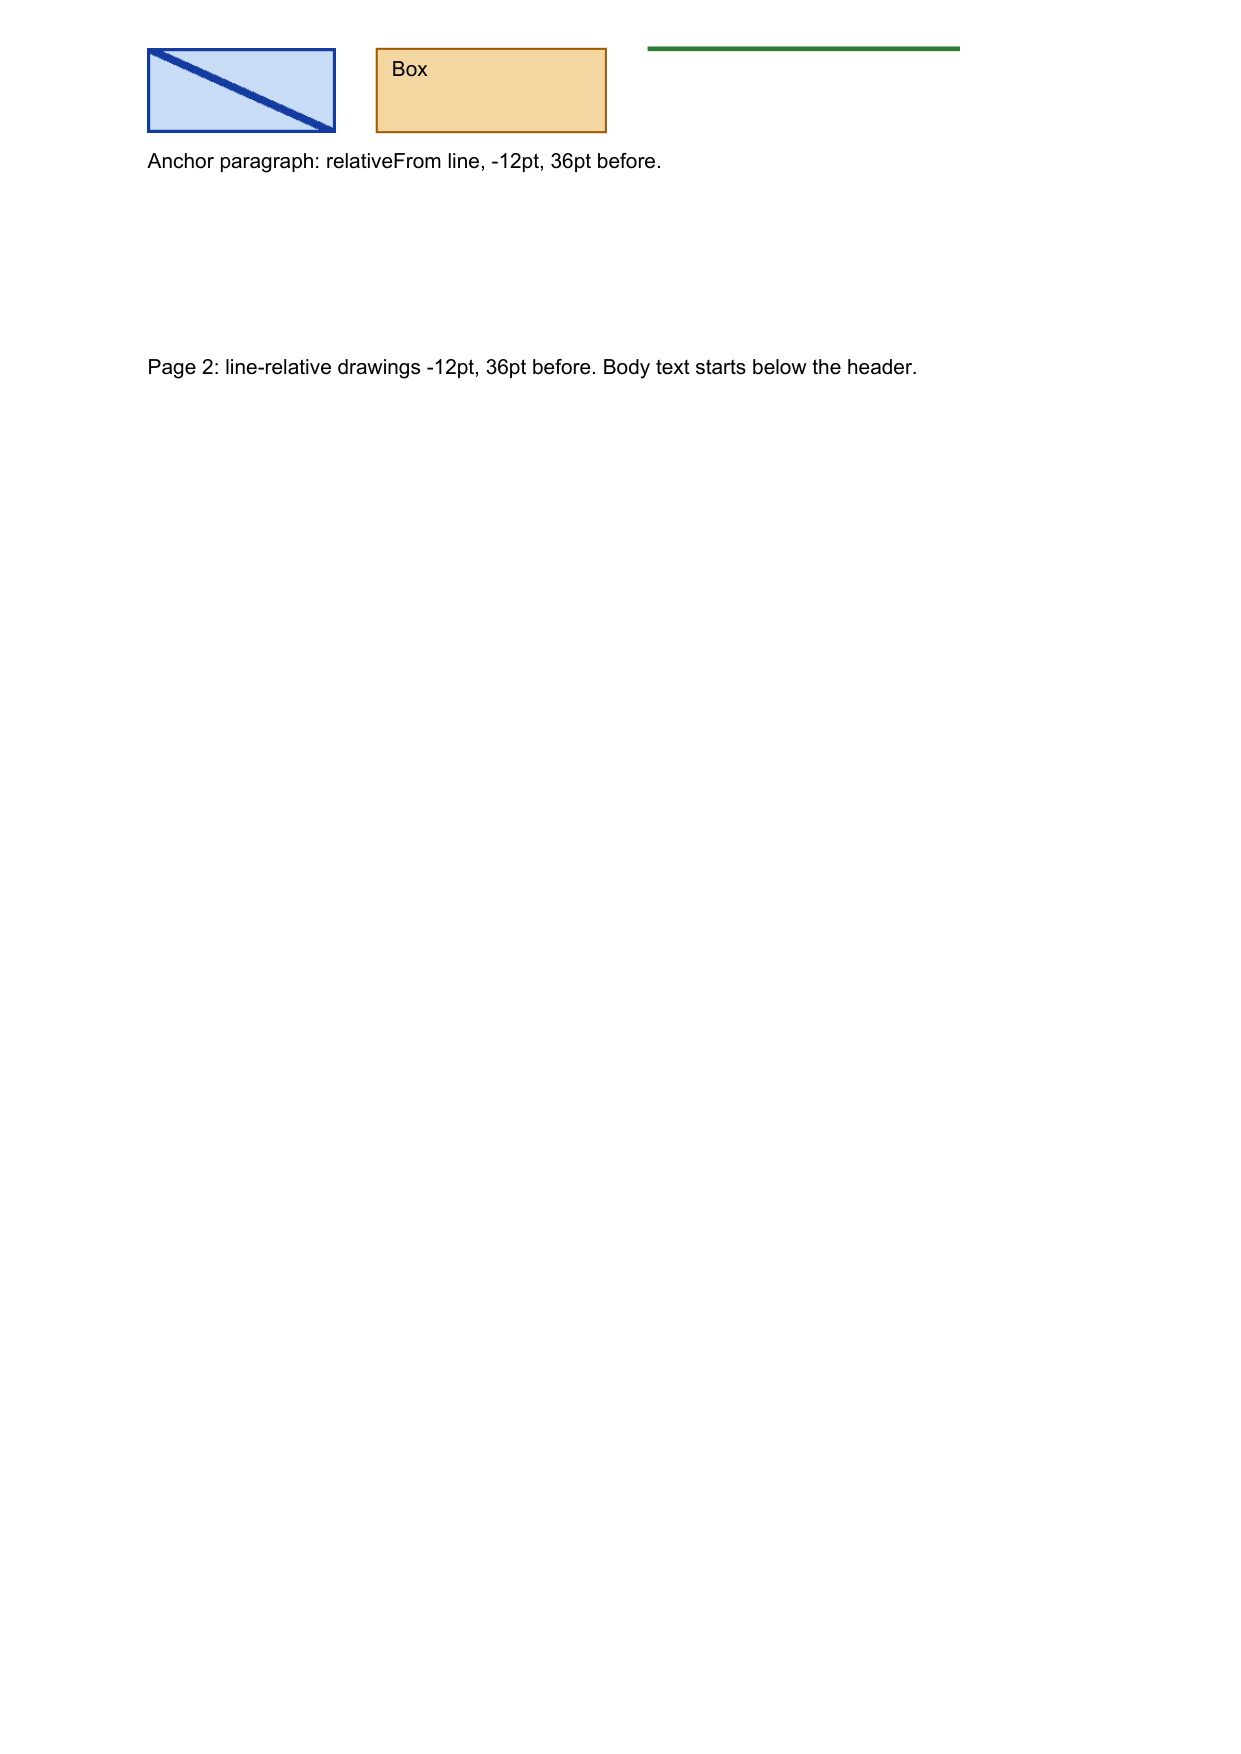 Box
Anchor paragraph: relativeFrom line, -12pt, 36pt before.
Page 2: line-relative drawings -12pt, 36pt before. Body text starts below the header.